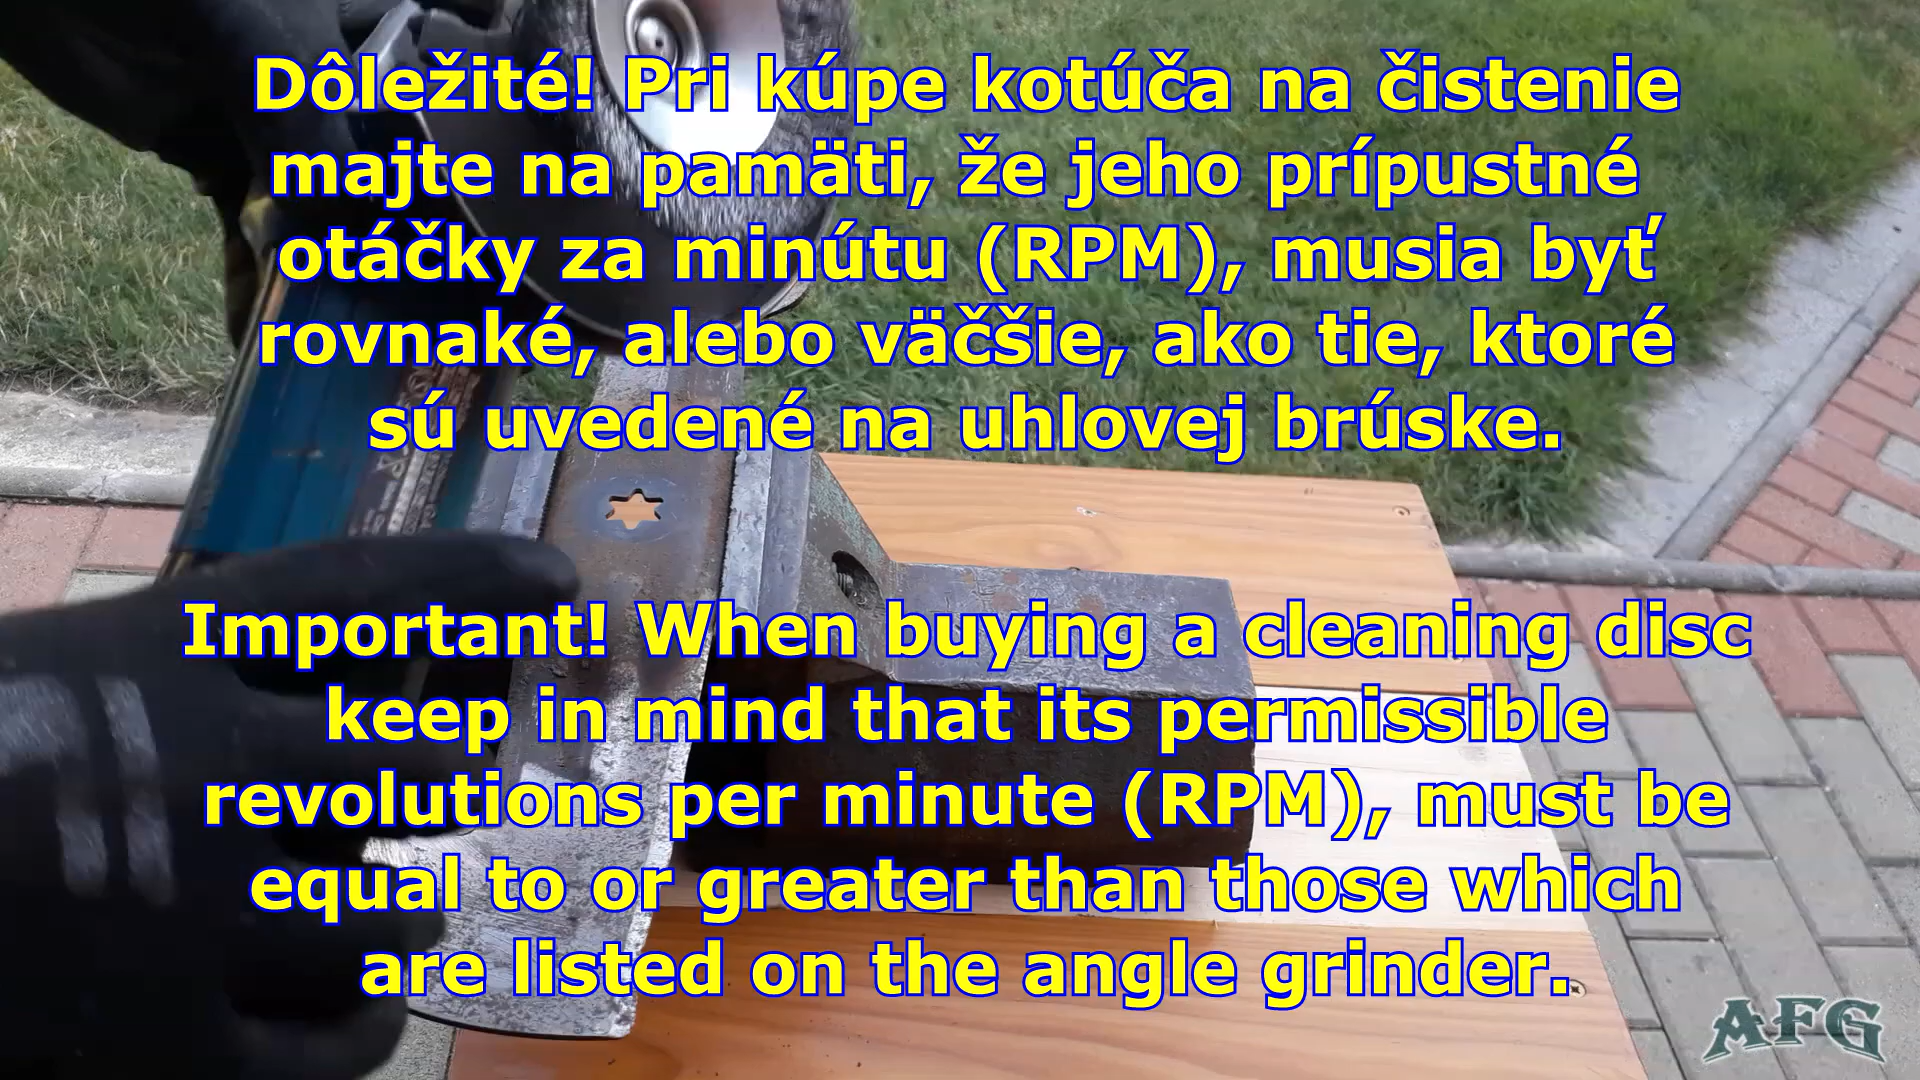 Dôležité! Pri kúpe kotúča na čistenie
majte na pamäti, že jeho prípustné
otáčky za minútu (RPM), musia byť
rovnaké, alebo väčšie, ako tie, ktoré
sú uvedené na uhlovej brúske.
Important! When buying a cleaning disc
keep in mind that its permissible
revolutions per minute (RPM), must be
equal to or greater than those which
are listed on the angle grinder.
AFG